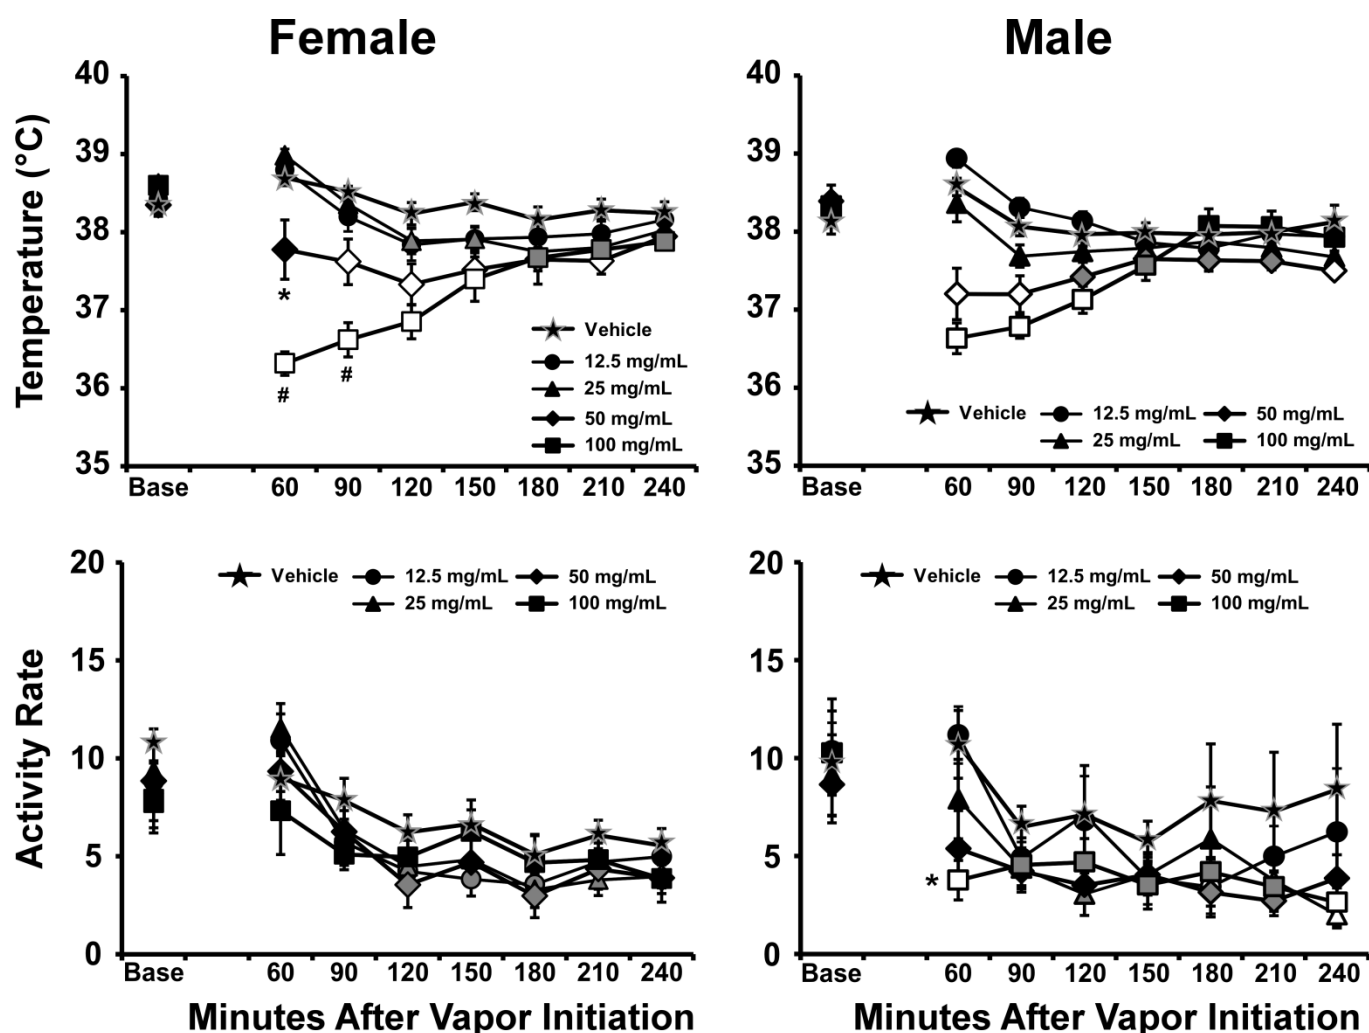 Female
Male
Temperature (°C)
40
39
38
37
36
35
*
#
#
Vehicle
12.5 mg/mL
25 mg/mL
50 mg/mL
100 mg/mL
Base 60 90 120 150 180 210 240
40
39
38
37
36
35
Vehicle 12.5 mg/mL 50 mg/mL
25 mg/mL 100 mg/mL
Base 60 90 120 150 180 210 240
Activity Rate
20
15
10
5
0
Vehicle 12.5 mg/mL 50 mg/mL
25 mg/mL 100 mg/mL
Base 60 90 120 150 180 210 240
Minutes After Vapor Initiation
20
15
10
5
0
Vehicle 12.5 mg/mL 50 mg/mL
25 mg/mL 100 mg/mL
*
Base 60 90 120 150 180 210 240
Minutes After Vapor Initiation